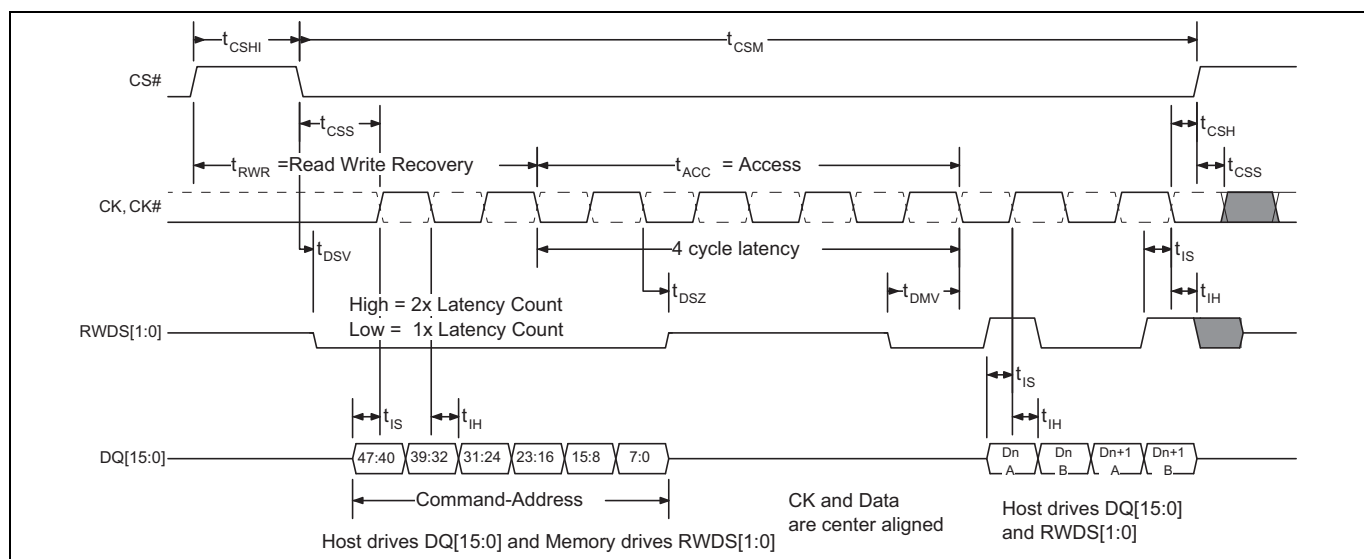 tCSHI
tCSM
CS#
tCSS
tCSH
tRWR =Read Write Recovery
tACC = Access
tCSS
CK, CK#
tDSV
4 cycle latency
tIS
High = 2x Latency Count
Low = 1x Latency Count
tDSZ
tDMV
tIH
RWDS[1:0]
tIS
tIH
tIS
tIH
DQ[15:0]
47:40 39:32 31:24 23:16 15:8 7:0
Dn A Dn B Dn+1 A Dn+1 B
Command-Address
CK and Data
are center aligned
Host drives DQ[15:0]
and RWDS[1:0]
Host drives DQ[15:0] and Memory drives RWDS[1:0]